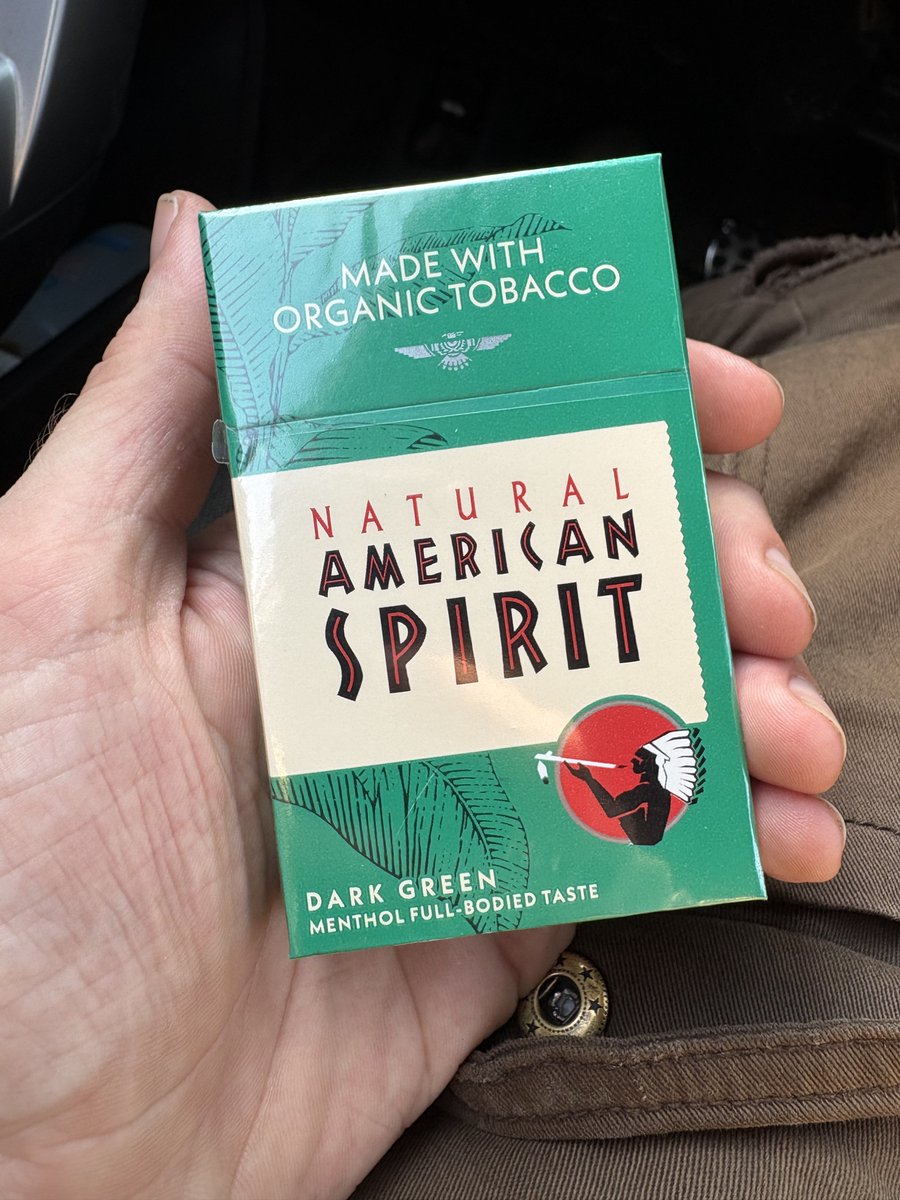 MADE WITH
ORGANIC TOBACCO
NATURAL
AMERICAN
SPIRIT
DARK GREEN
MENTHOL FULL-BODIED TASTE